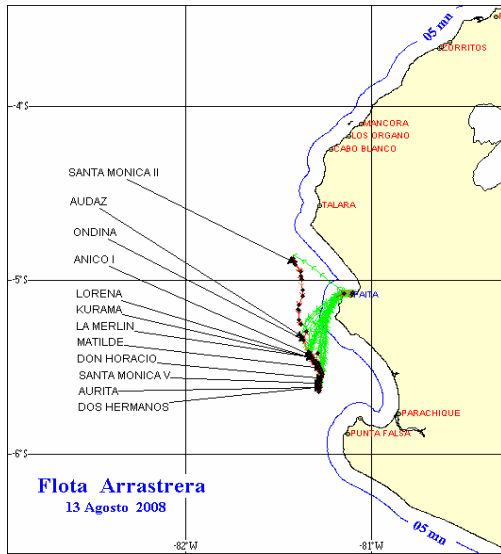 05 mn
ZORRITOS
-4°S
MANCORA
LOS ORGANO
CABO BLANCO
SANTA MONICA II
AUDAZ
TALARA
ONDINA
ANICO I
-5°S
PAITA
LORENA
KURAMA
LA MERLIN
MATILDE
DON HORACIO
SANTA MONICA V
AURITA
DOS HERMANOS
PARACHIQUE
PUNTA FALSA
-6°S
Flota Arrastrera
13 Agosto 2008
05 mn
-82°W
-81°W